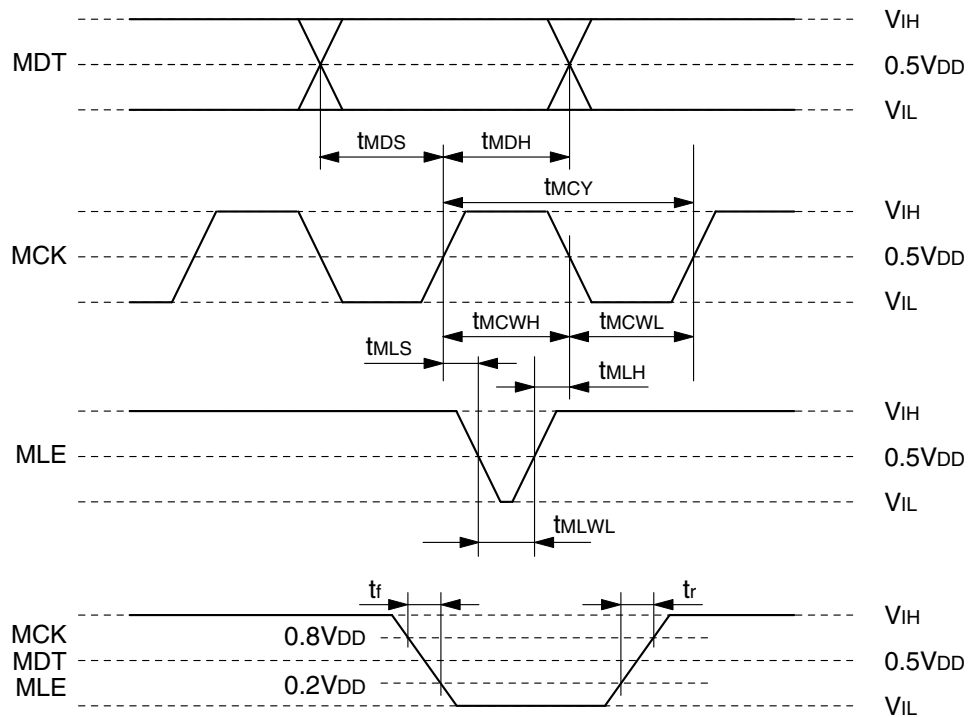 VIH
MDT
0.5VDD
VIL
tMDS
tMDH
tMCY
VIH
MCK
0.5VDD
VIL
tMCWH
tMCWL
tMLS
tMLH
VIH
MLE
0.5VDD
VIL
tMLWL
tf
tr
VIH
MCK
0.8VDD
MDT
0.5VDD
MLE
0.2VDD
VIL